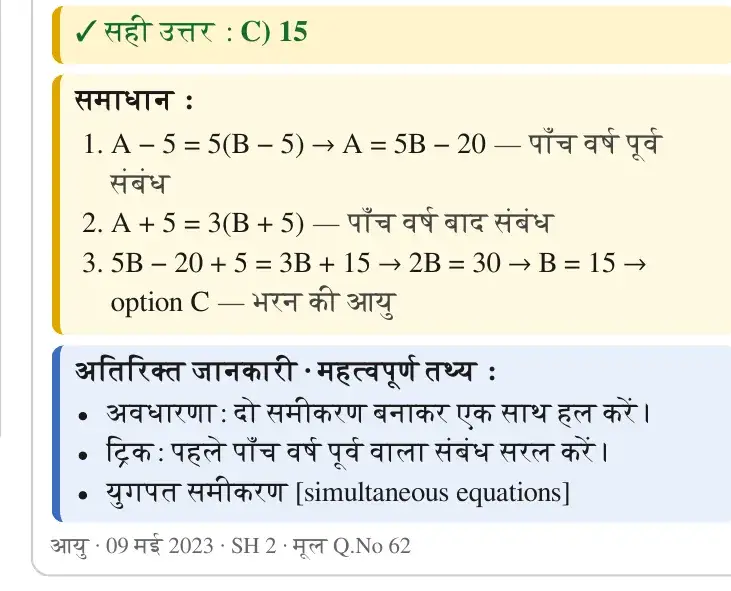 ✓ सही उत्तर : C) 15
समाधान :
1. A − 5 = 5(B − 5) → A = 5B − 20 — पाँच वर्ष पूर्व
संबंध
2. A + 5 = 3(B + 5) — पाँच वर्ष बाद संबंध
3. 5B − 20 + 5 = 3B + 15 → 2B = 30 → B = 15 →
option C — भरन की आयु
अतिरिक्त जानकारी · महत्वपूर्ण तथ्य :
• अवधारणा : दो समीकरण बनाकर एक साथ हल करें।
• ट्रिक : पहले पाँच वर्ष पूर्व वाला संबंध सरल करें।
• युगपत समीकरण [simultaneous equations]
आयु · 09 मई 2023 · SH 2 · मूल Q.No 62